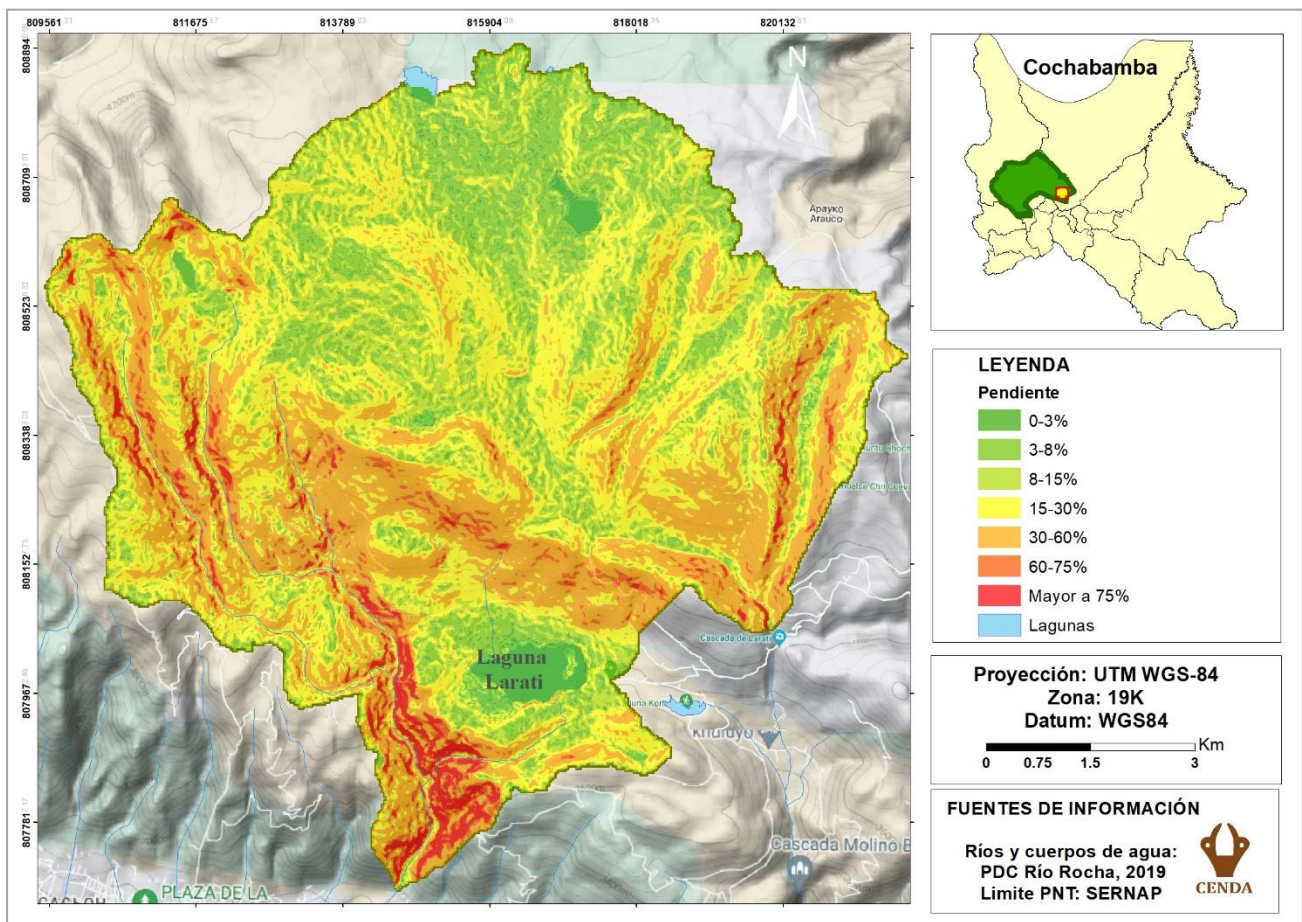 809561 811675 813789 815904 818018 820132
808894
808709
808523
808338
808152
807967
807781
4200m
N
Apayko
Arauco
Laguna
Larati
Cascada de Larati
Cascada Molino B
PLAZA DE LA
Cochabamba
LEYENDA
Pendiente
0-3%
3-8%
8-15%
15-30%
30-60%
60-75%
Mayor a 75%
Lagunas
Proyección: UTM WGS-84
Zona: 19K
Datum: WGS84
Km
0 0.75 1.5 3
FUENTES DE INFORMACIÓN
Ríos y cuerpos de agua:
PDC Río Rocha, 2019
Limite PNT: SERNAP
CENDA